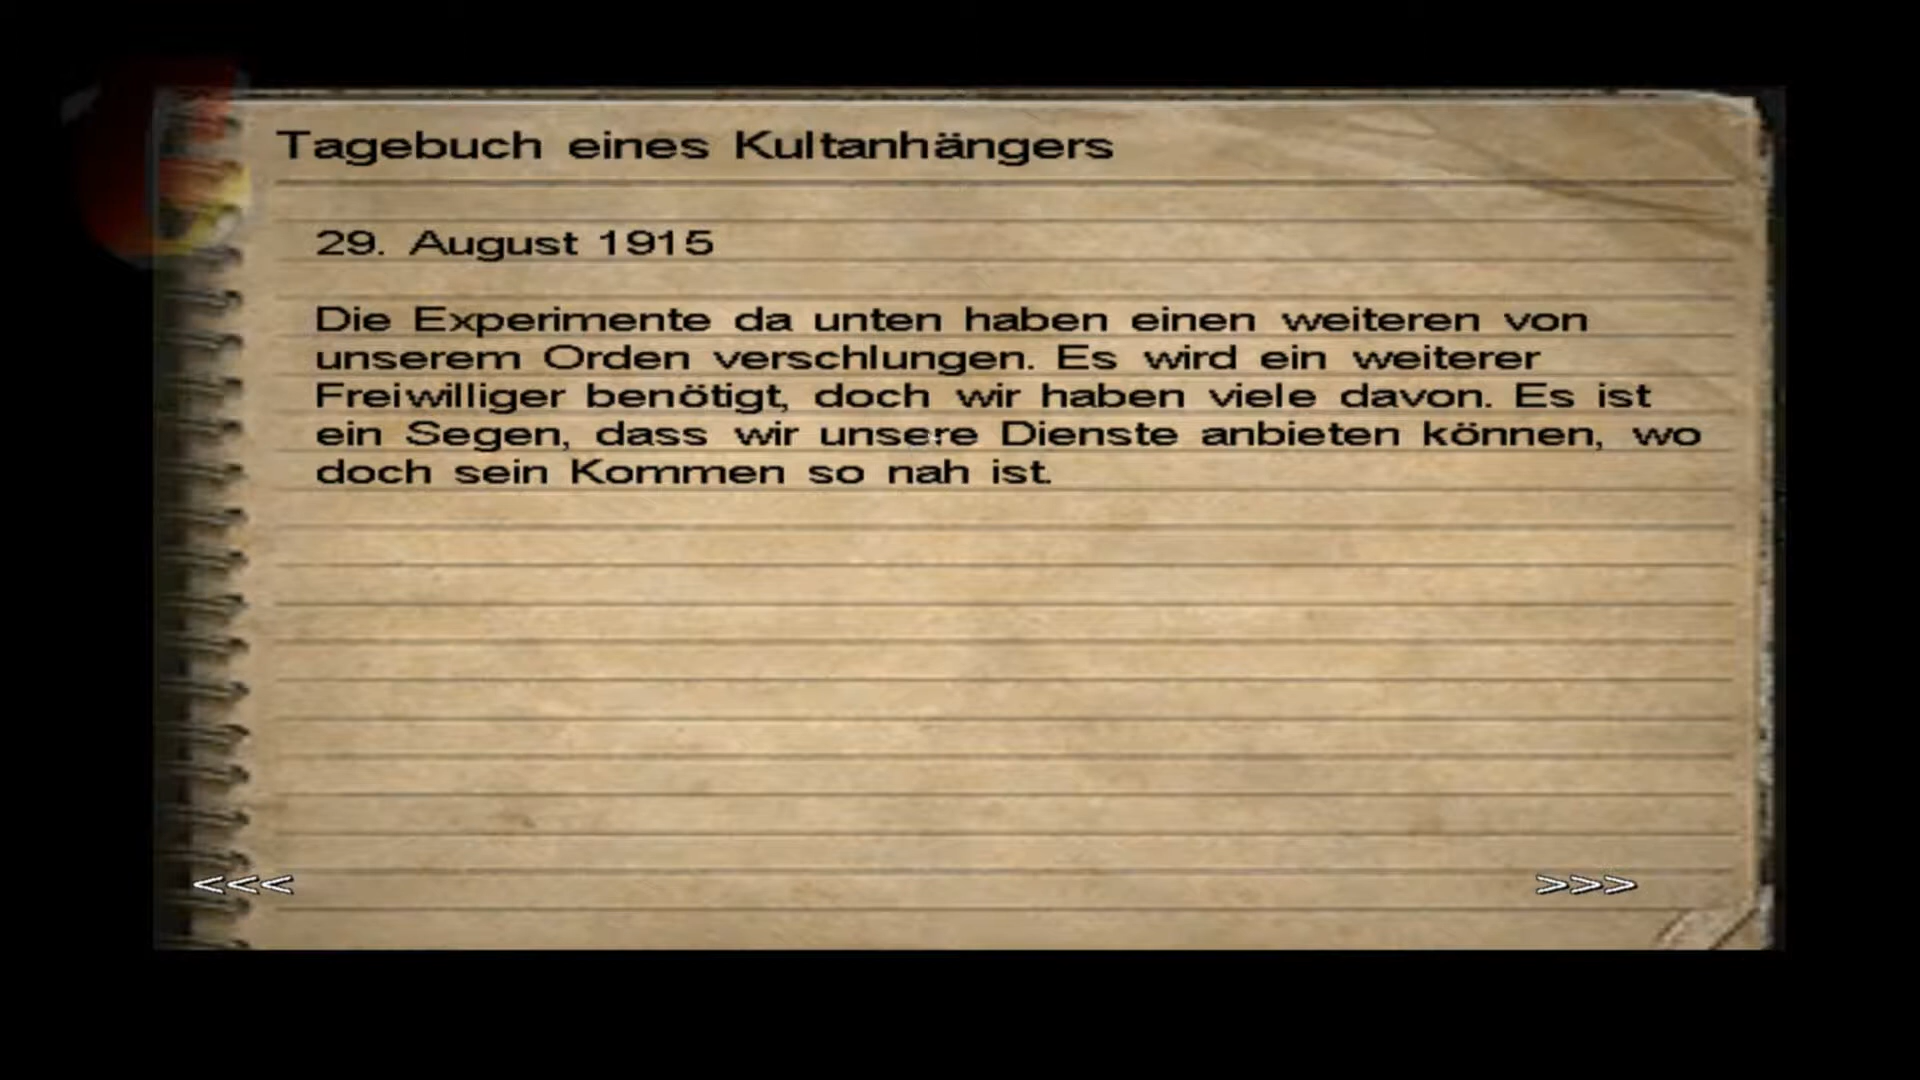 Tagebuch eines Kultanhängers
29. August 1915
Die Experimente da unten haben einen weiteren von
unserem Orden verschlungen. Es wird ein weiterer
Freiwilliger benötigt, doch wir haben viele davon. Es ist
ein Segen, dass wir unsere Dienste anbieten können, wo
doch sein Kommen so nah ist.
<<< >>>